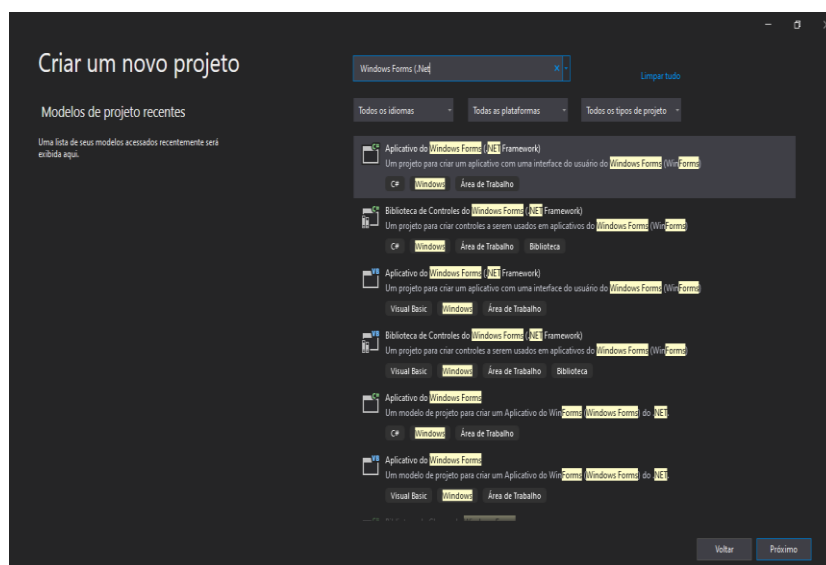 Criar um novo projeto
Windows Forms (.Net
Limpar tudo
Modelos de projeto recentes
Todos os idiomas
Todas as plataformas
Todos os tipos de projeto
Uma lista de seus modelos acessados recentemente será
exibida aqui.
Aplicativo do Windows Forms (.NET Framework)
Um projeto para criar um aplicativo com uma interface do usuário do Windows Forms (WinForms)
C# Windows Área de Trabalho
Biblioteca de Controles do Windows Forms (.NET Framework)
Um projeto para criar controles a serem usados em aplicativos do Windows Forms (WinForms)
C# Windows Área de Trabalho Biblioteca
Aplicativo do Windows Forms (.NET Framework)
Um projeto para criar um aplicativo com uma interface do usuário do Windows Forms (WinForms)
Visual Basic Windows Área de Trabalho
Biblioteca de Controles do Windows Forms (.NET Framework)
Um projeto para criar controles a serem usados em aplicativos do Windows Forms (WinForms)
Visual Basic Windows Área de Trabalho Biblioteca
Aplicativo do Windows Forms
Um modelo de projeto para criar um Aplicativo do WinForms (Windows Forms) do .NET.
C# Windows Área de Trabalho
Aplicativo do Windows Forms
Um modelo de projeto para criar um Aplicativo do WinForms (Windows Forms) do .NET.
Visual Basic Windows Área de Trabalho
Voltar
Próximo